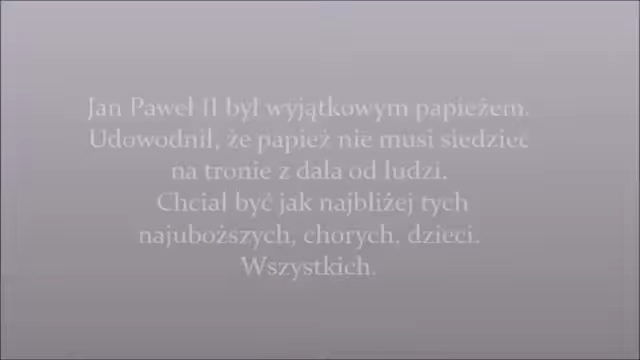 Jan Paweł II był wyjątkowym papieżem.
Udowodnił, że papież nie musi siedzieć
na tronie z dala od ludzi.
Chciał być jak najbliżej tych
najuboższych, chorych, dzieci.
Wszystkich.